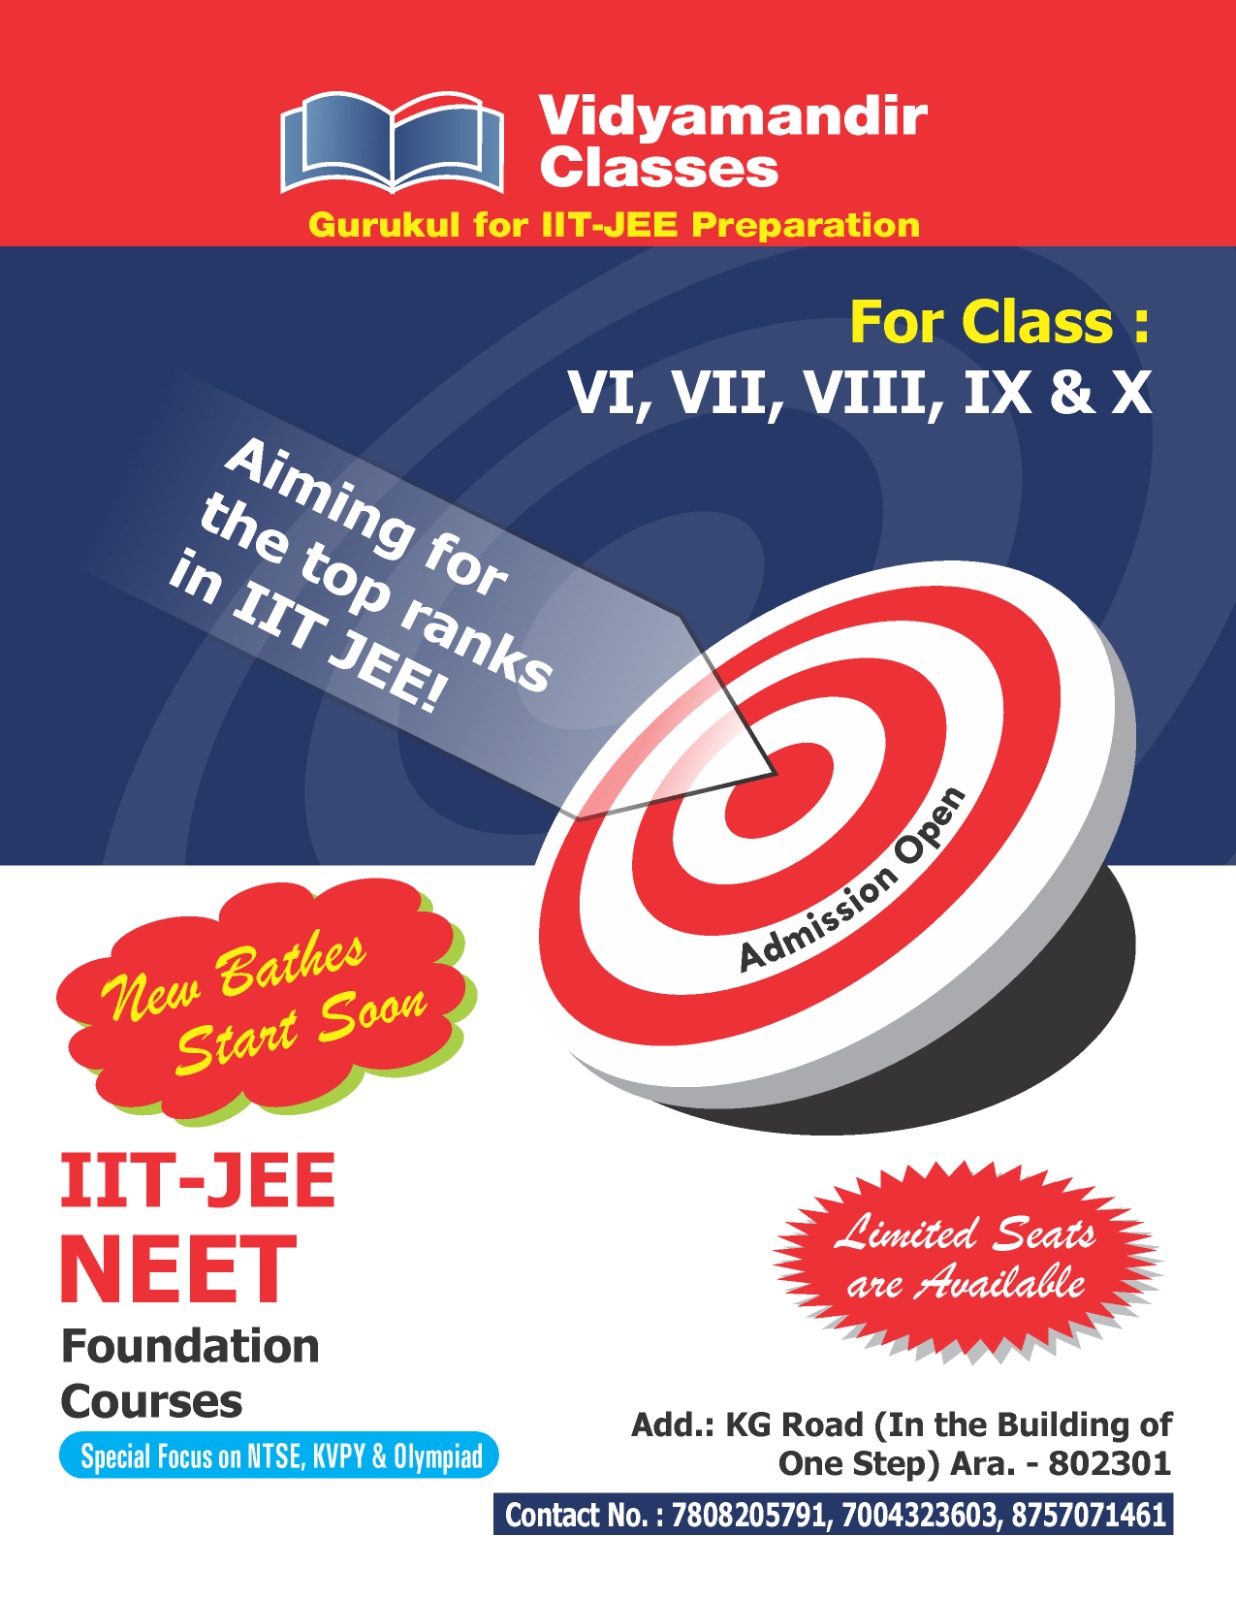 Vidyamandir
Classes
Gurukul for IIT-JEE Preparation
For Class :
VI, VII, VIII, IX & X
Aiming for
the top ranks
in IIT JEE!
Admission Open
New Bathes
Start Soon
IIT-JEE
NEET
Foundation
Courses
Special Focus on NTSE, KVPY & Olympiad
Limited Seats
are Available
Add.: KG Road (In the Building of
One Step) Ara. - 802301
Contact No. : 7808205791, 7004323603, 8757071461